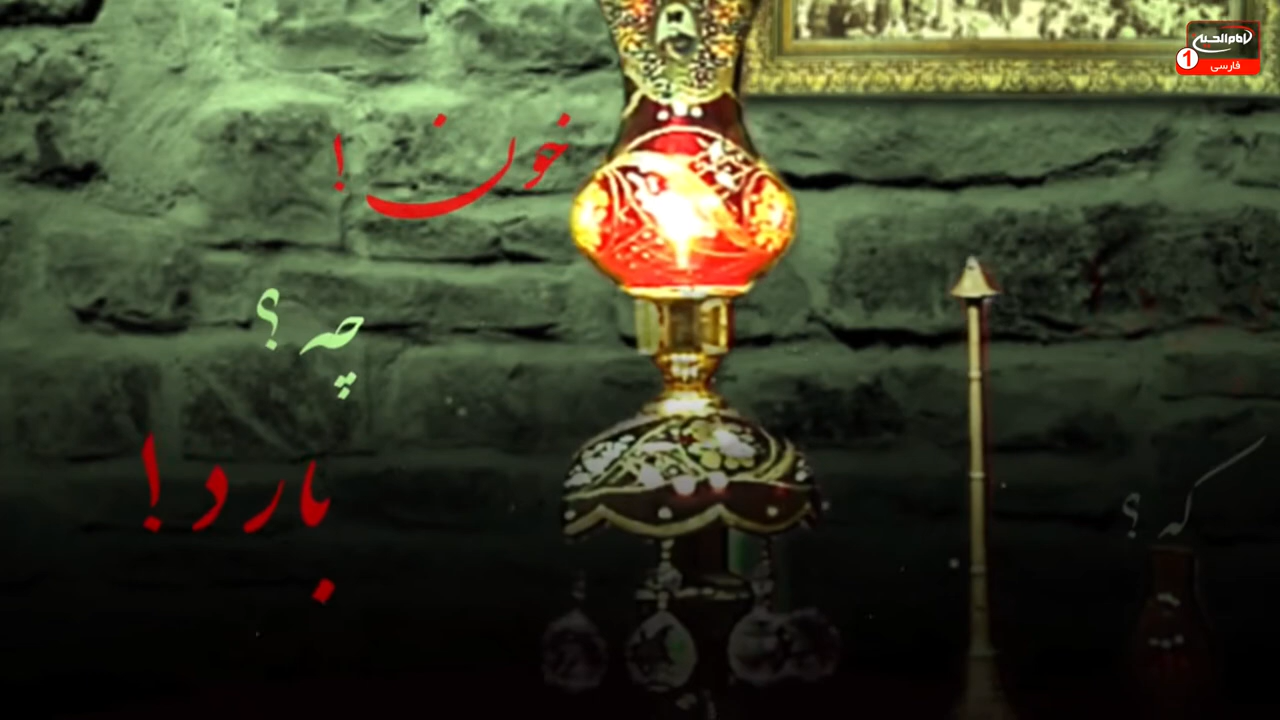 امام‌الحسین
1
فارسی
خون !
چه ؟
بارد !
که ؟